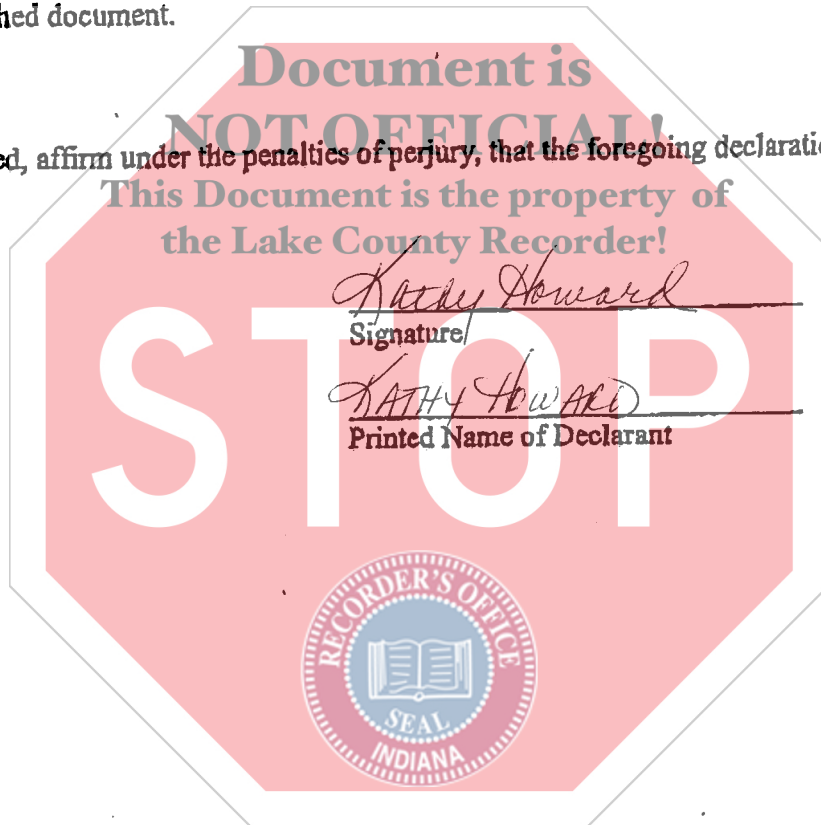 hed document.
Document is
NOT OFFICIAL!
ed, affirm under the penalties of perjury, that the foregoing declaratio
This Document is the property of
the Lake County Recorder!
Kathy Howard
Signature
KATHY HOWARD
Printed Name of Declarant
STOP
RECORDER'S OFFICE
SEAL
INDIANA